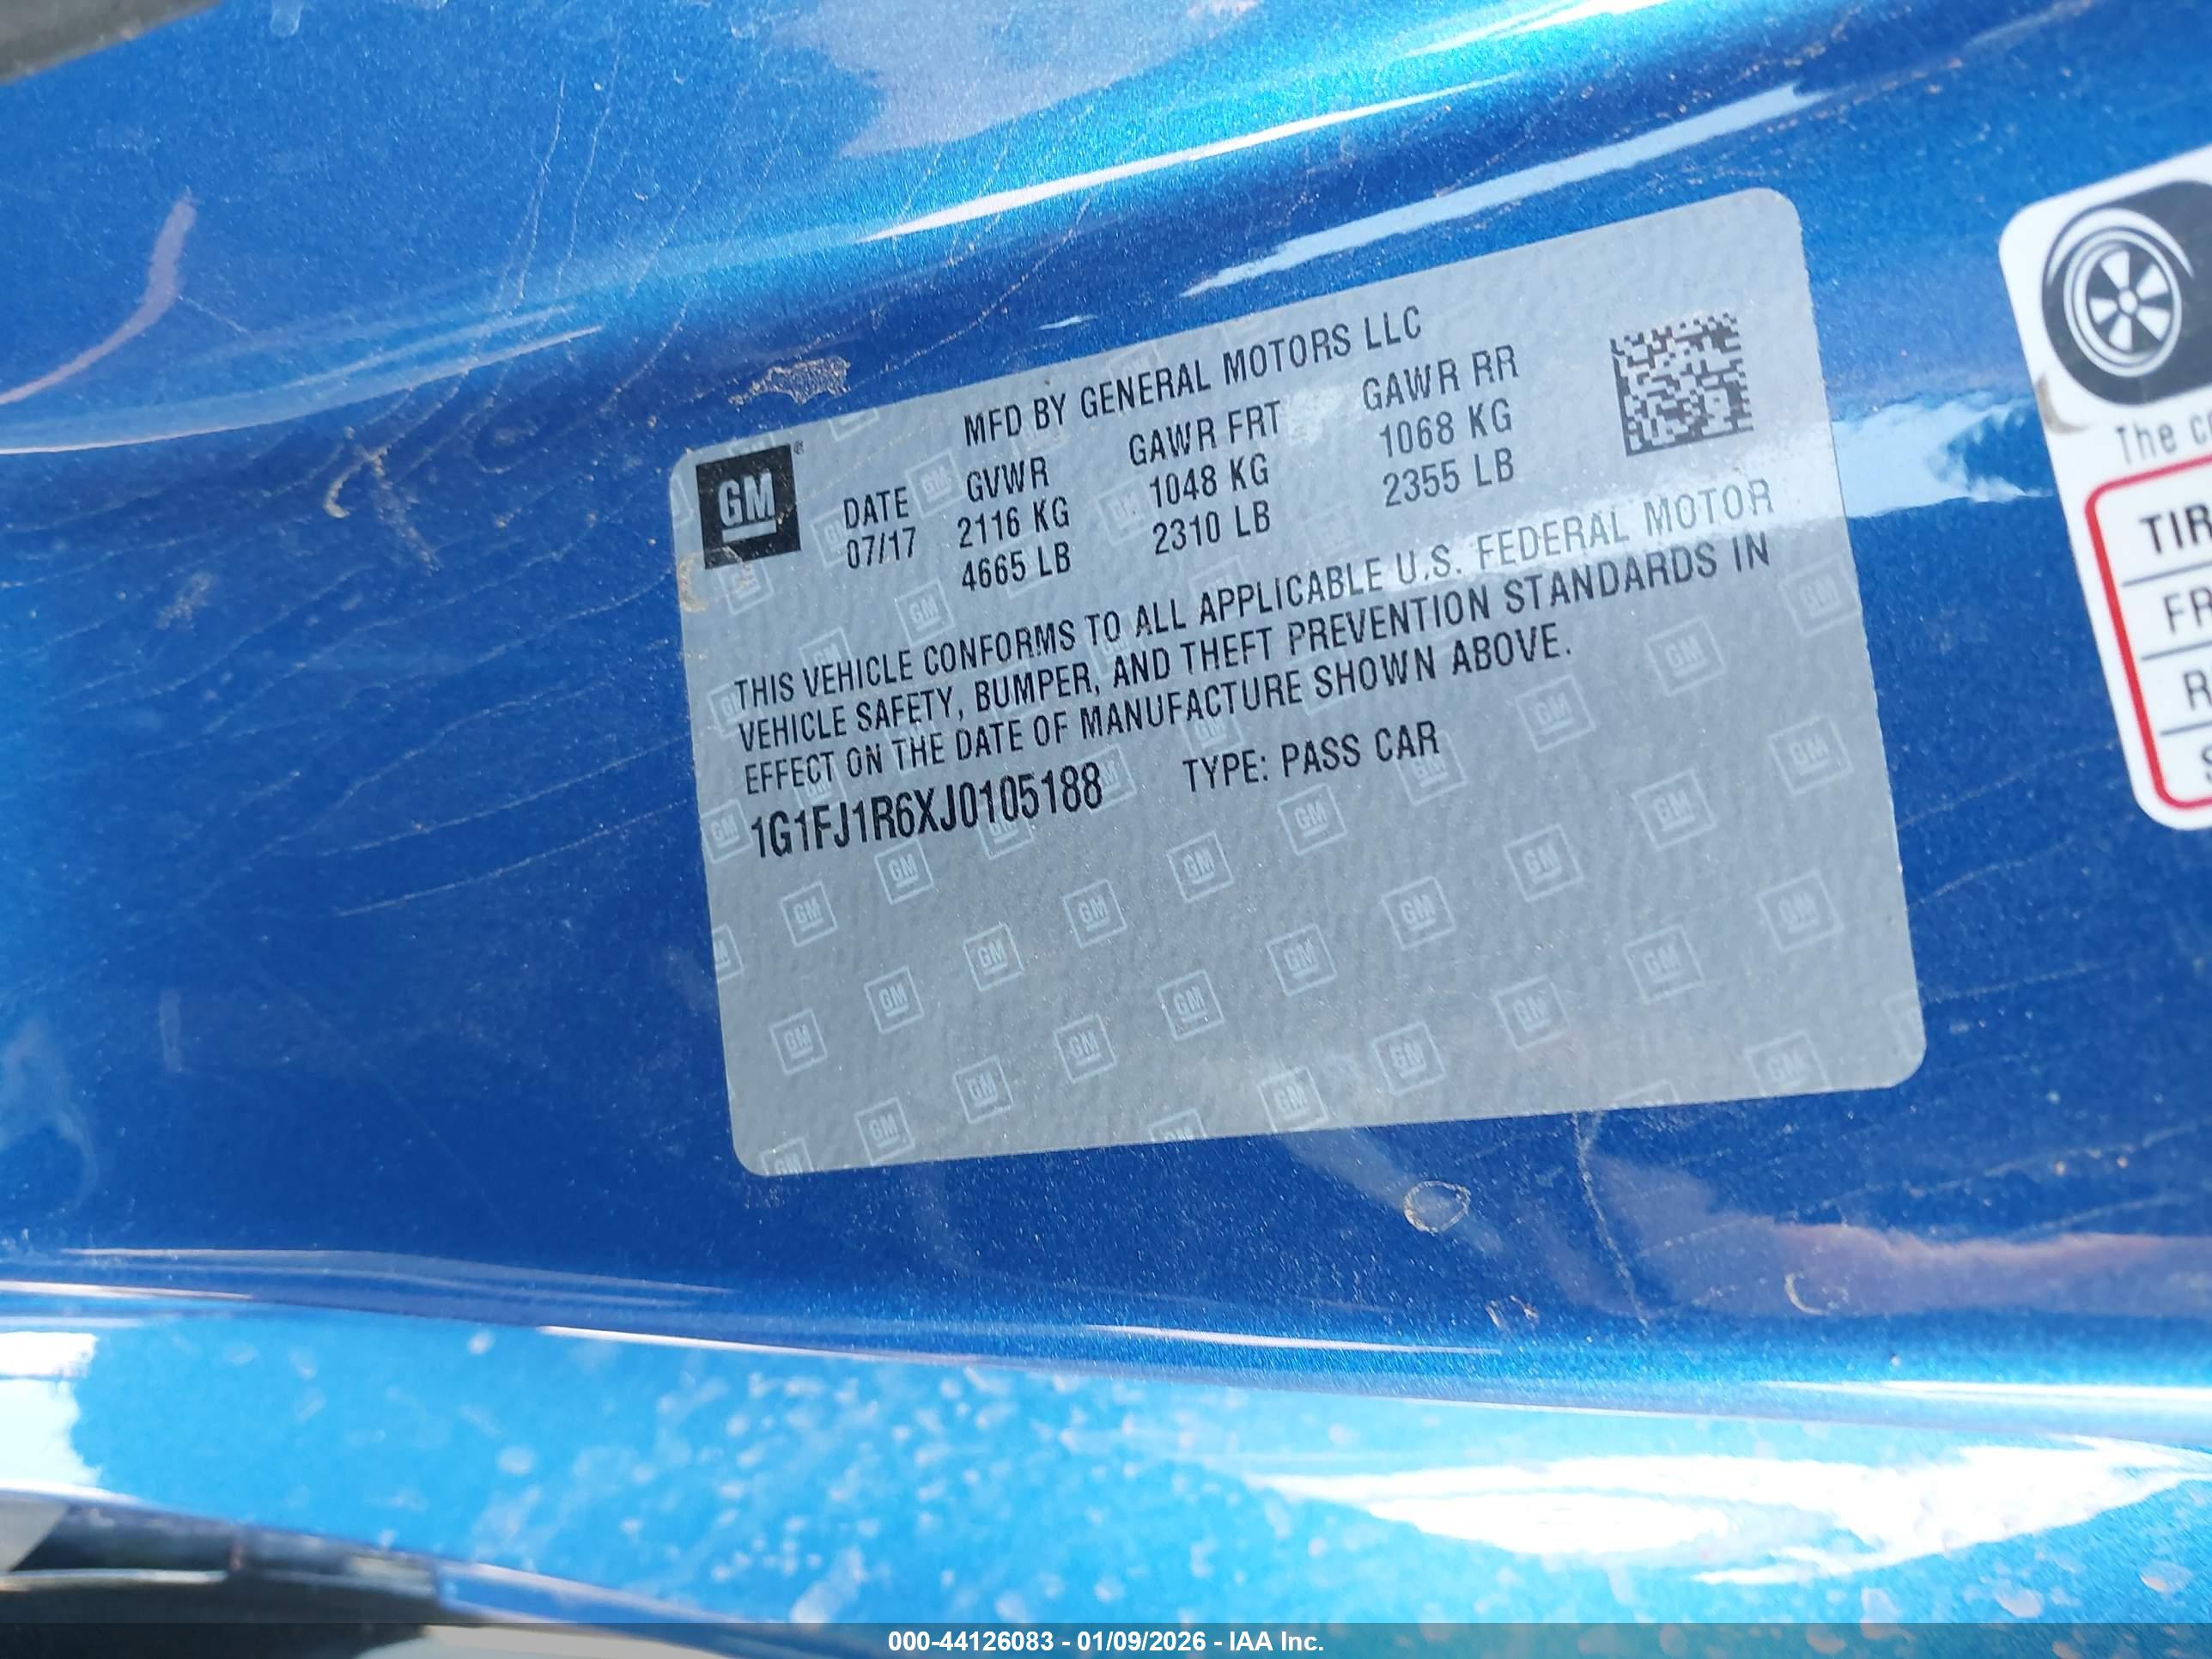 MFD BY GENERAL MOTORS LLC
GM
DATE GVWR GAWR FRT GAWR RR
07/17 2116 KG 1048 KG 1068 KG
4665 LB 2310 LB 2355 LB
THIS VEHICLE CONFORMS TO ALL APPLICABLE U.S. FEDERAL MOTOR
VEHICLE SAFETY, BUMPER, AND THEFT PREVENTION STANDARDS IN
EFFECT ON THE DATE OF MANUFACTURE SHOWN ABOVE.
1G1FJ1R6XJ0105188 TYPE: PASS CAR
The
TIR
FR
000-44126083 - 01/09/2026 - IAA Inc.